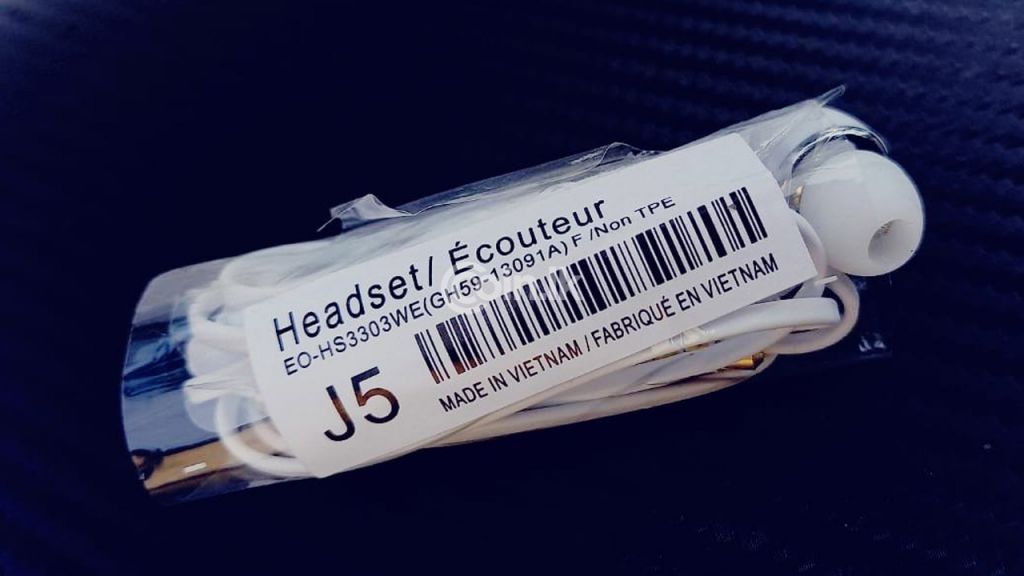 Headset/ Écouteur
EO-HS3303WE(GH59-13091A) F /Non TPE
J5
MADE IN VIETNAM / FABRIQUÉ EN VIETNAM